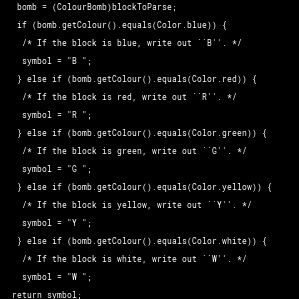 bomb = (ColourBomb)blockToParse;
if (bomb.getColour().equals(Color.blue)) {
/* If the block is blue, write out ``B''. */
symbol = "B ";
} else if (bomb.getColour().equals(Color.red)) {
/* If the block is red, write out ``R''. */
symbol = "R ";
} else if (bomb.getColour().equals(Color.green)) {
/* If the block is green, write out ``G''. */
symbol = "G ";
} else if (bomb.getColour().equals(Color.yellow)) {
/* If the block is yellow, write out ``Y''. */
symbol = "Y ";
} else if (bomb.getColour().equals(Color.white)) {
/* If the block is white, write out ``W''. */
symbol = "W ";
return symbol;